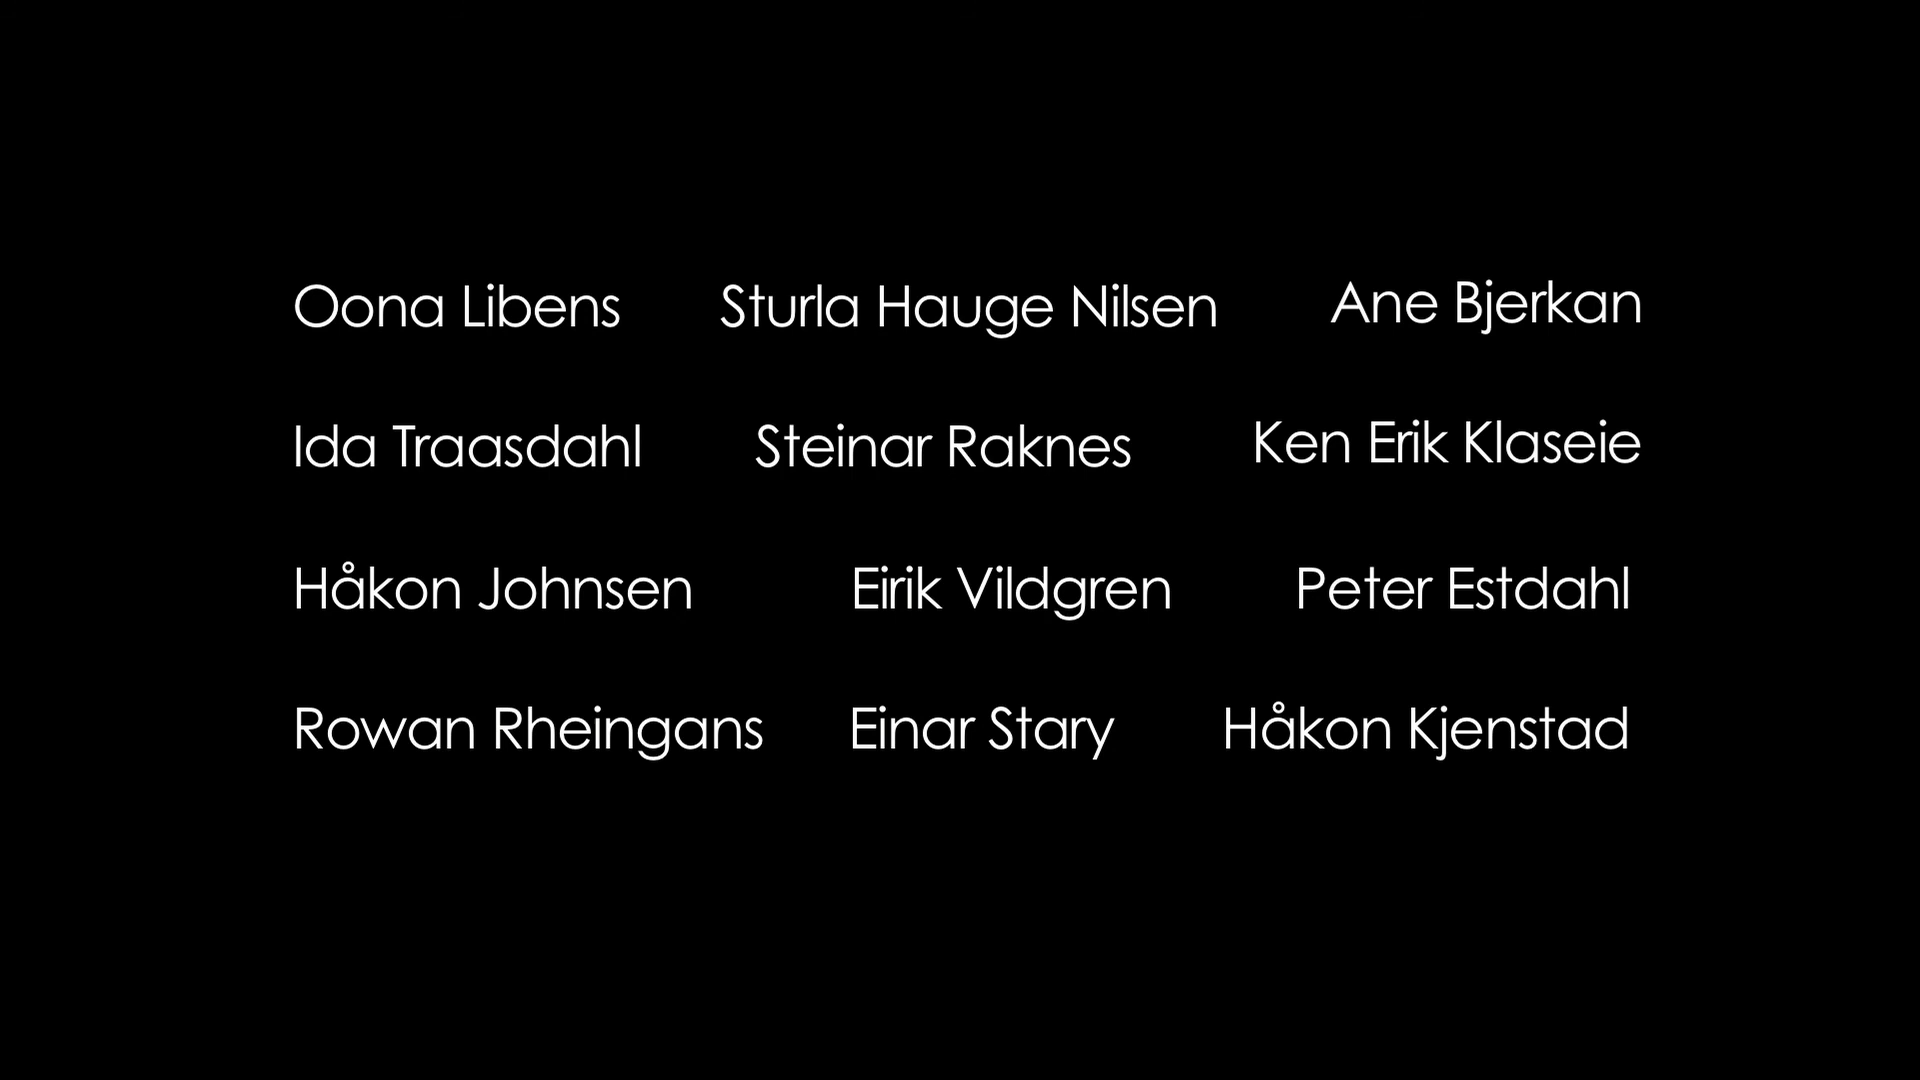 Oona Libens Sturla Hauge Nilsen Ane Bjerkan
Ida Traasdahl Steinar Raknes Ken Erik Klaseie
Håkon Johnsen Eirik Vildgren Peter Estdahl
Rowan Rheingans Einar Stary Håkon Kjenstad